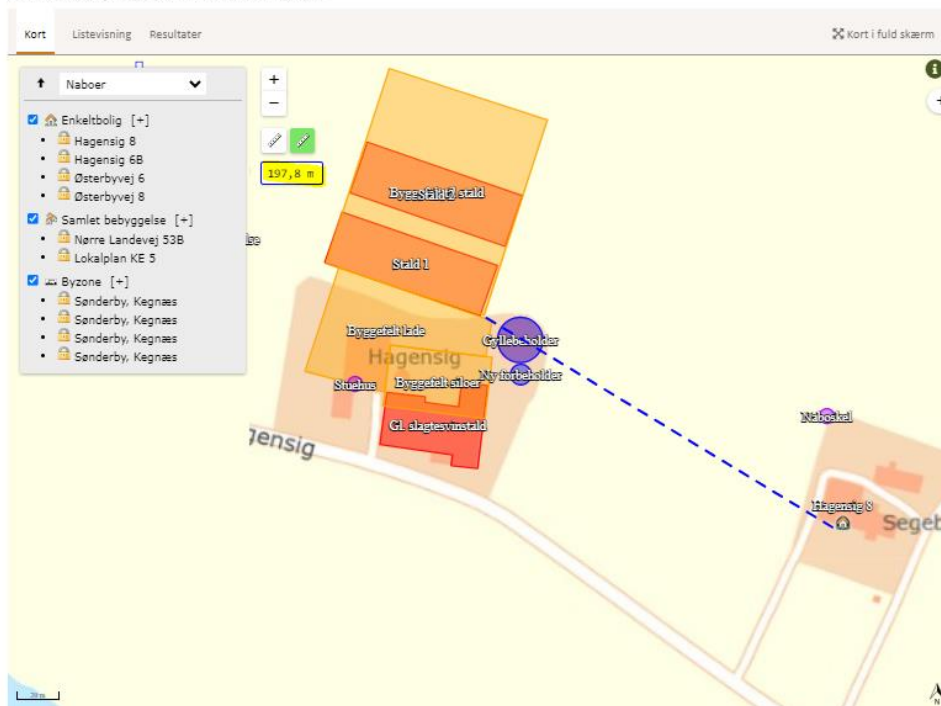 Kort Listevisning Resultater Kort i fuld skærm
Naboer
Enkeltbolig [+]
Hagensig 8
Hagensig 6B
Østerbyvej 6
Østerbyvej 8
Samlet bebyggelse [+]
Nørre Landevej 53B
Lokalplan KE 5
Byzone [+]
Sønderby, Kegnæs
Sønderby, Kegnæs
Sønderby, Kegnæs
Sønderby, Kegnæs
+
−
197,8 m
i
+
Stald 1
Byggefelt lade
Gyllebeholder
Hagensig
Ny forbeholder
Stuehus
Byggefelt siloer
Gl. slagtesvinstald
gensig
Naboskel
Hagensig 8
Segeb
20 m
N